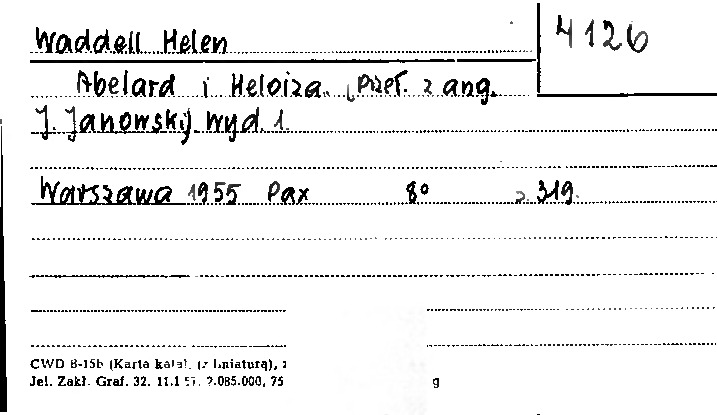 Waddell Helen
4126
Abelard i Heloiza. (Przeł. z ang.
J. Janowski). Wyd. 1.
Warszawa 1955 Pax 8° s. 319.
CWD B-15b (Karta katal. (z liniaturą),
Jel. Zakł. Graf. 32. 11.1 57. 2.085.000, 75 g